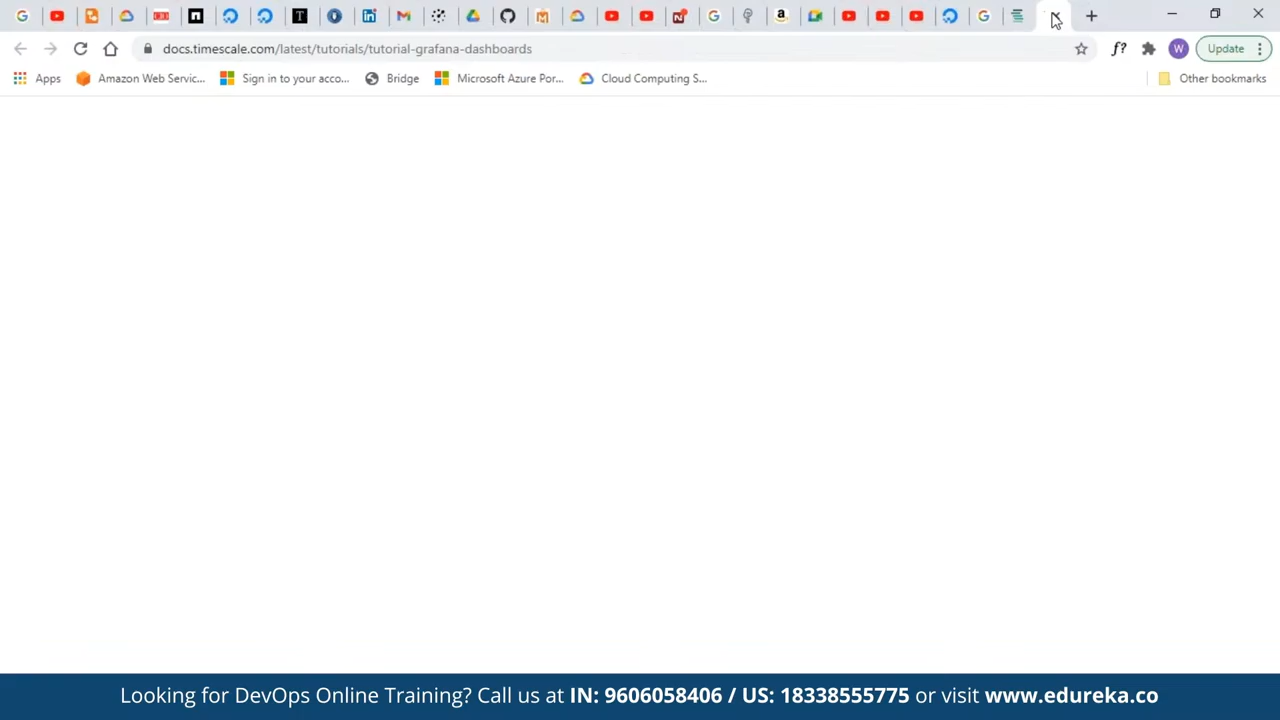 docs.timescale.com/latest/tutorials/tutorial-grafana-dashboards
f?
W
Update
Apps
Amazon Web Servic...
Sign in to your acco...
Bridge
Microsoft Azure Por...
Cloud Computing S...
Other bookmarks
Looking for DevOps Online Training? Call us at IN: 9606058406 / US: 18338555775 or visit www.edureka.co